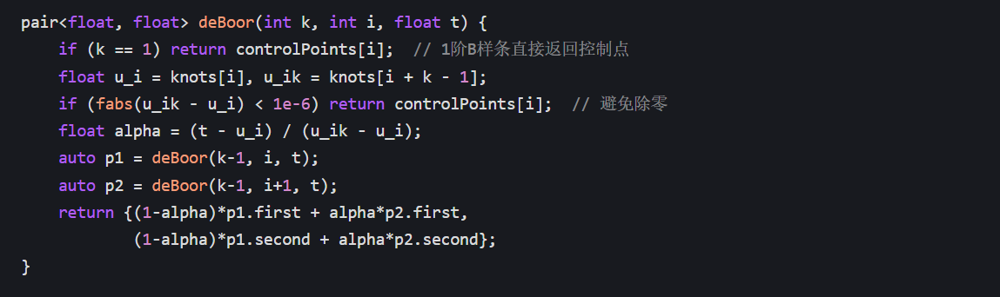 pair<float, float> deBoor(int k, int i, float t) {
    if (k == 1) return controlPoints[i];  // 1阶B样条直接返回控制点
    float u_i = knots[i], u_ik = knots[i + k - 1];
    if (fabs(u_ik - u_i) < 1e-6) return controlPoints[i];  // 避免除零
    float alpha = (t - u_i) / (u_ik - u_i);
    auto p1 = deBoor(k-1, i, t);
    auto p2 = deBoor(k-1, i+1, t);
    return {(1-alpha)*p1.first + alpha*p2.first,
            (1-alpha)*p1.second + alpha*p2.second};
}